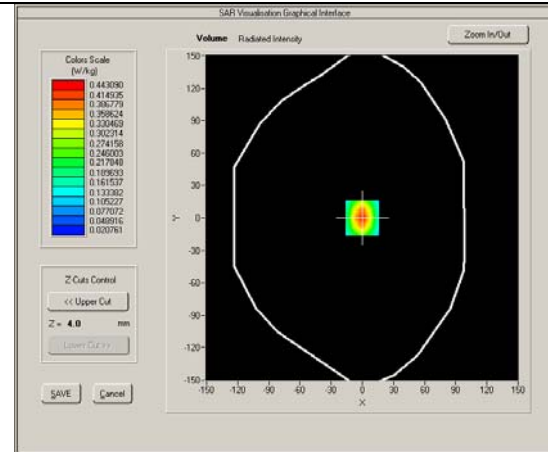 SAR Visualisation Graphical Interface
Volume Radiated Intensity
Zoom In/Out
Colors Scale
(W/kg)
0.443090
0.414935
0.386779
0.358624
0.330469
0.302314
0.274158
0.246003
0.217848
0.189693
0.161537
0.133382
0.105227
0.077072
0.048916
0.020761
Z Cuts Control
<< Upper Cut
Z = 4.0 mm
Lower Cut >>
SAVE Cancel
150-
120-
90-
60-
30-
0-
-30-
-60-
-90-
-120-
-150-
Y
-150 -120 -90 -60 -30 0 30 60 90 120 150
X